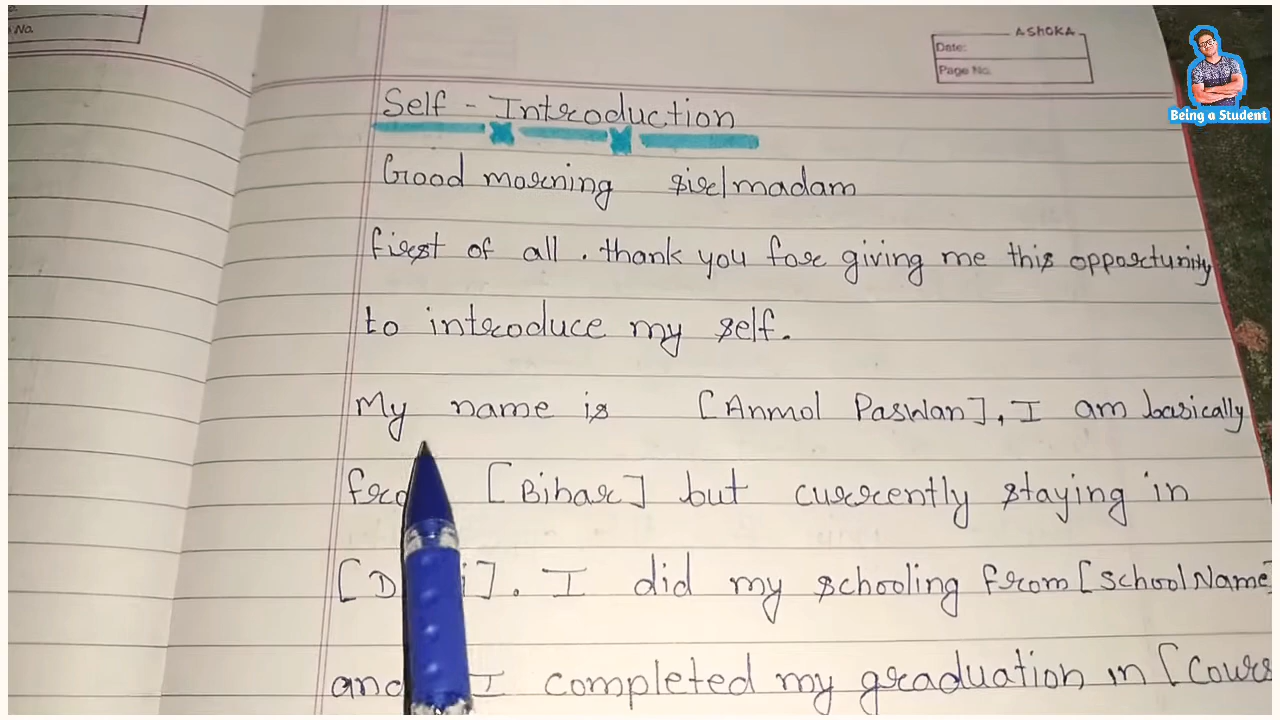 No.
ASHOKA
Date:
Page No.
Being a Student
Self - Introduction
Good morning sir/madam
first of all . thank you for giving me this opportunity
to introduce my self.
My name is [Anmol Paswan], I am basically
[Bihar] but currently staying in
I did my schooling from [School Name]
I completed my graduation in